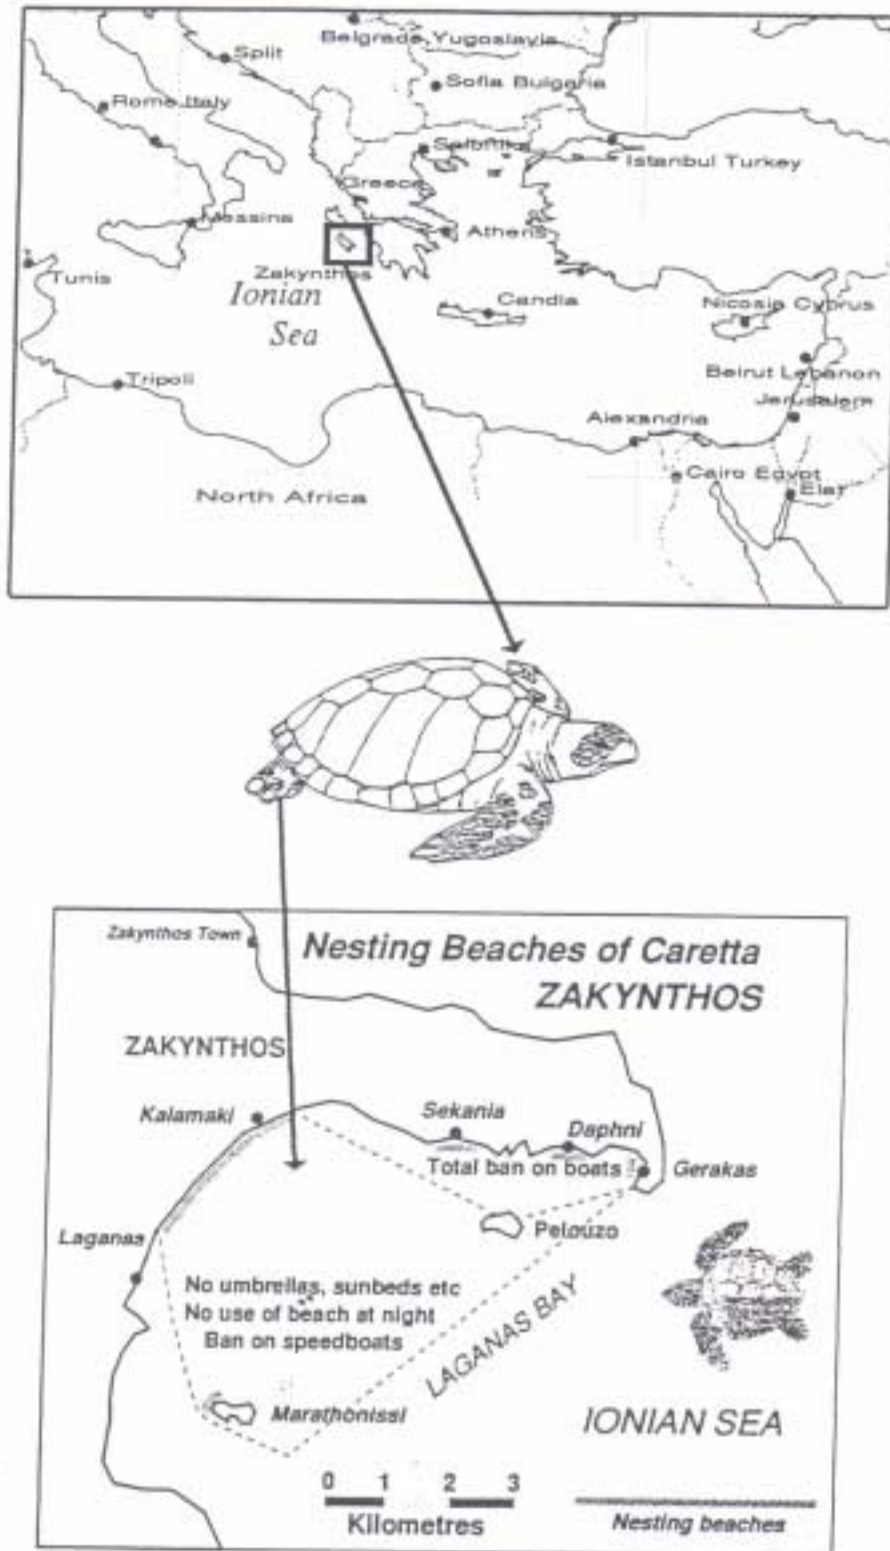 Belgrade, Yugoslavia
Split
Sofia Bulgaria
Rome Italy
Istanbul Turkey
Greece
Messina
Athens
Tunis
Zakynthos
Ionian
Sea
Candia
Nicosia Cyprus
Beirut Lebanon
Tripoli
Jerusalem
Alexandria
Cairo Egypt
North Africa
Zakynthos Town
Nesting Beaches of Caretta
ZAKYNTHOS
ZAKYNTHOS
Kalamaki
Sekania
Daphni
Total ban on boats
Gerakas
Pelouzo
Laganas
No umbrellas, sunbeds etc
No use of beach at night
Ban on speedboats
LAGANAS BAY
Marathonissi
IONIAN SEA
0 1 2 3
Kilometres
Nesting beaches